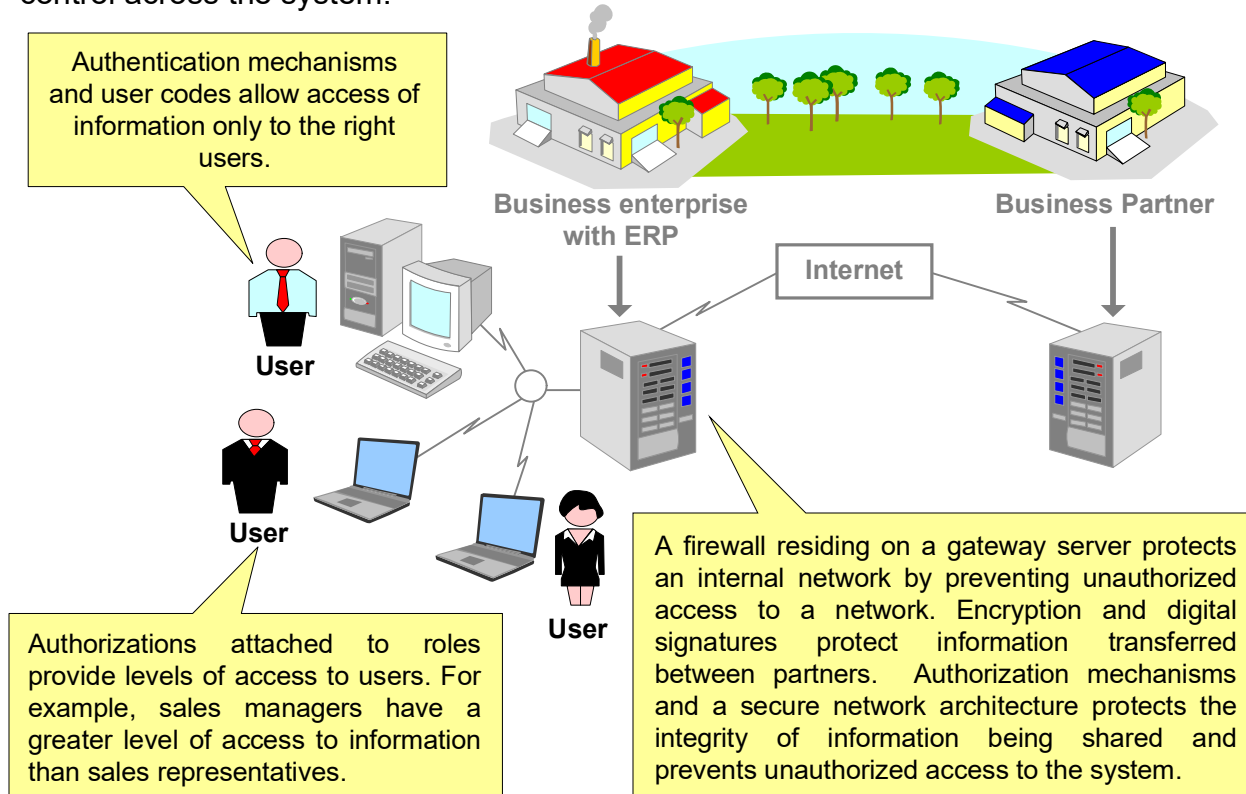 control across the system.
Authentication mechanisms
and user codes allow access of
information only to the right
users.
Business enterprise
with ERP
Business Partner
Internet
User
User
User
Authorizations attached to roles
provide levels of access to users. For
example, sales managers have a
greater level of access to information
than sales representatives.
A firewall residing on a gateway server protects
an internal network by preventing unauthorized
access to a network. Encryption and digital
signatures protect information transferred
between partners. Authorization mechanisms
and a secure network architecture protects the
integrity of information being shared and
prevents unauthorized access to the system.